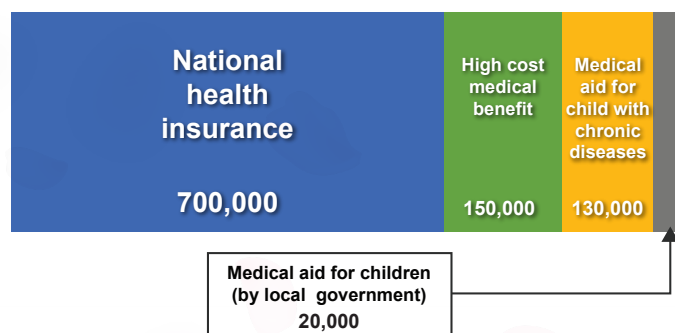 National
health
insurance
700,000
High cost
medical
benefit
150,000
Medical
aid for
child with
chronic
diseases
130,000
Medical aid for children
(by local government)
20,000